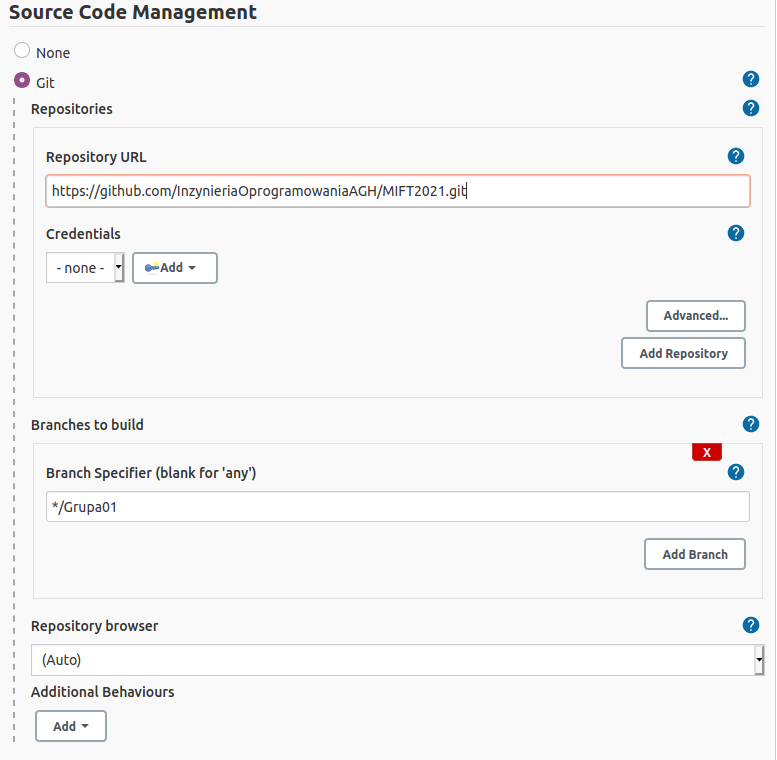 Source Code Management
None
Git
Repositories
Repository URL
https://github.com/InzynieriaOprogramowaniaAGH/MIFT2021.git
Credentials
- none -
Add
Advanced...
Add Repository
Branches to build
X
Branch Specifier (blank for 'any')
*/Grupa01
Add Branch
Repository browser
(Auto)
Additional Behaviours
Add